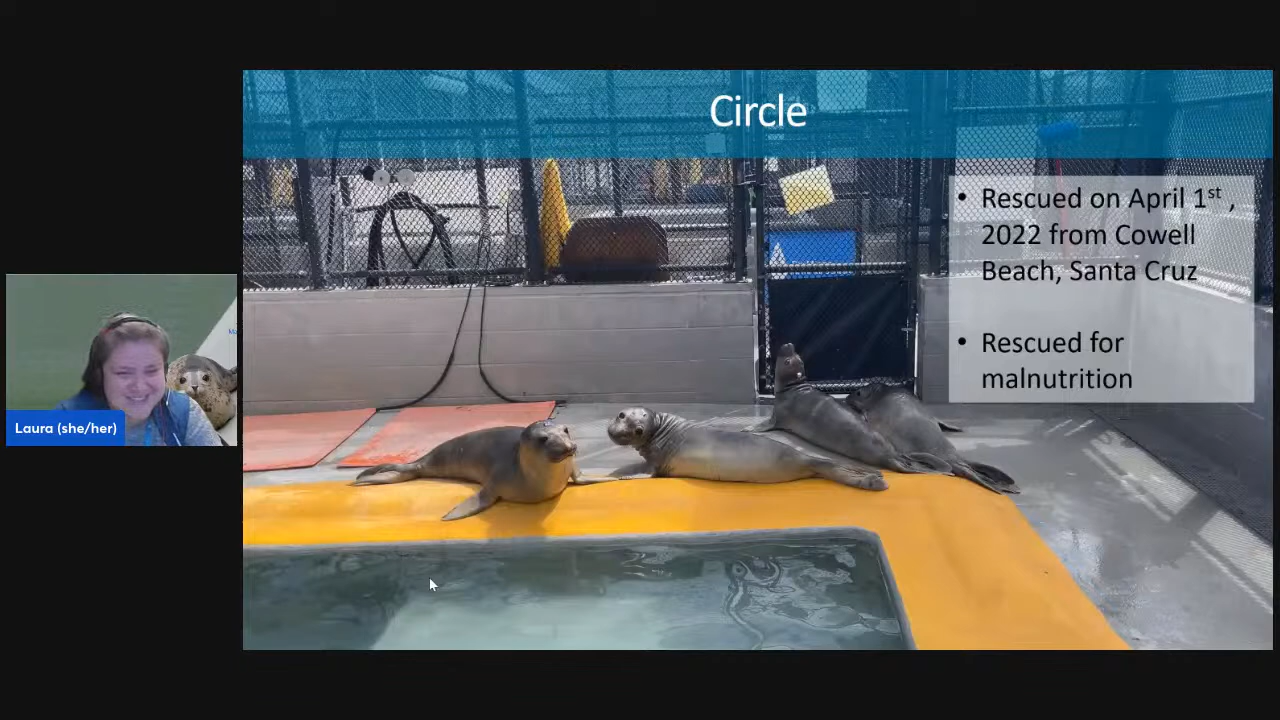 Circle
• Rescued on April 1st ,
2022 from Cowell
Beach, Santa Cruz
• Rescued for
malnutrition
Laura (she/her)